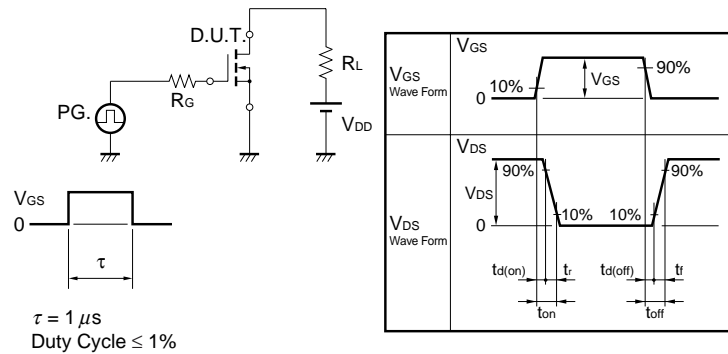 D.U.T.
RL
RG
PG.
VDD
VGS
0
τ
τ = 1 μs
Duty Cycle ≤ 1%
VGS
Wave Form
VGS
10%
VGS
90%
0
VDS
Wave Form
VDS
VDS
90%
90%
10%
10%
0
td(on)
tr
td(off)
tf
ton
toff